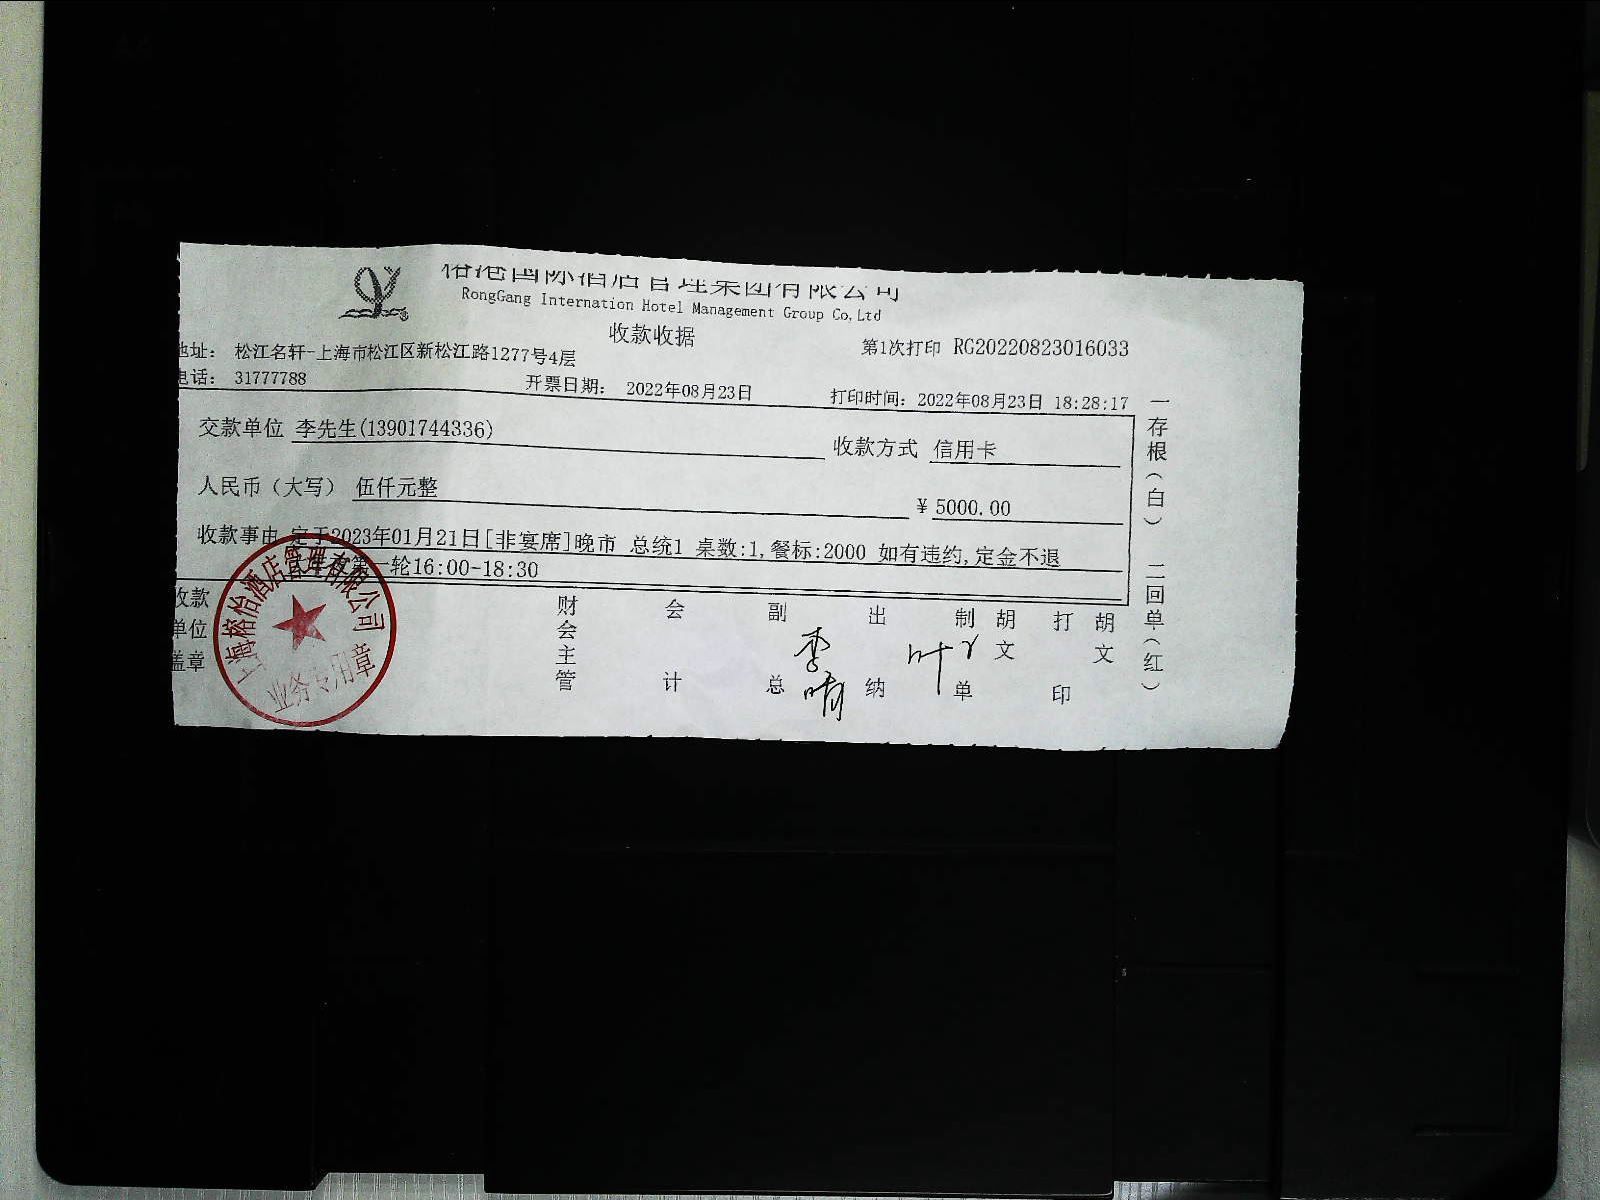 榕港国际酒店管理集团有限公司
RongGang Internation Hotel Management Group Co,Ltd
收款收据
地址： 松江名轩-上海市松江区新松江路1277号4层
第1次打印 RG20220823016033
电话： 31777788
开票日期： 2022年08月23日
打印时间：2022年08月23日 18:28:17
交款单位 李先生(13901744336)
收款方式 信用卡
人民币（大写） 伍仟元整
¥ 5000.00
收款事由 定于2023年01月21日[非宴席]晚市 总统1 桌数:1,餐标:2000 如有违约,定金不退
第一轮16:00-18:30
收款单位盖章
财会主管
会计
副总
李晴
出纳
叶
制单
胡文
打印
胡文
一存根（白） 二回单（红）
上海榕怡酒店管理有限公司
业务专用章